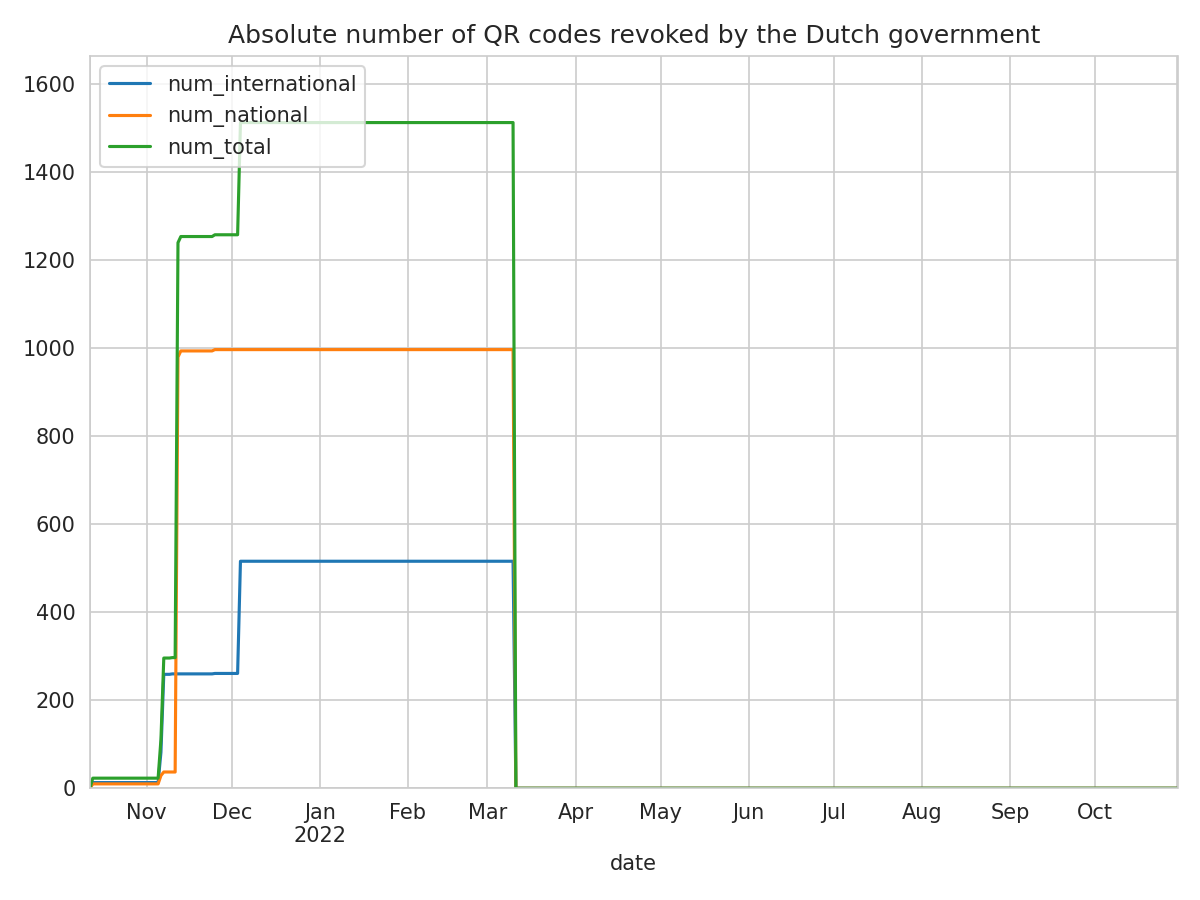 Absolute number of QR codes revoked by the Dutch government
num_international
num_national
num_total
1600
1400
1200
1000
800
600
400
200
0
Nov Dec Jan Feb Mar Apr May Jun Jul Aug Sep Oct
2022
date